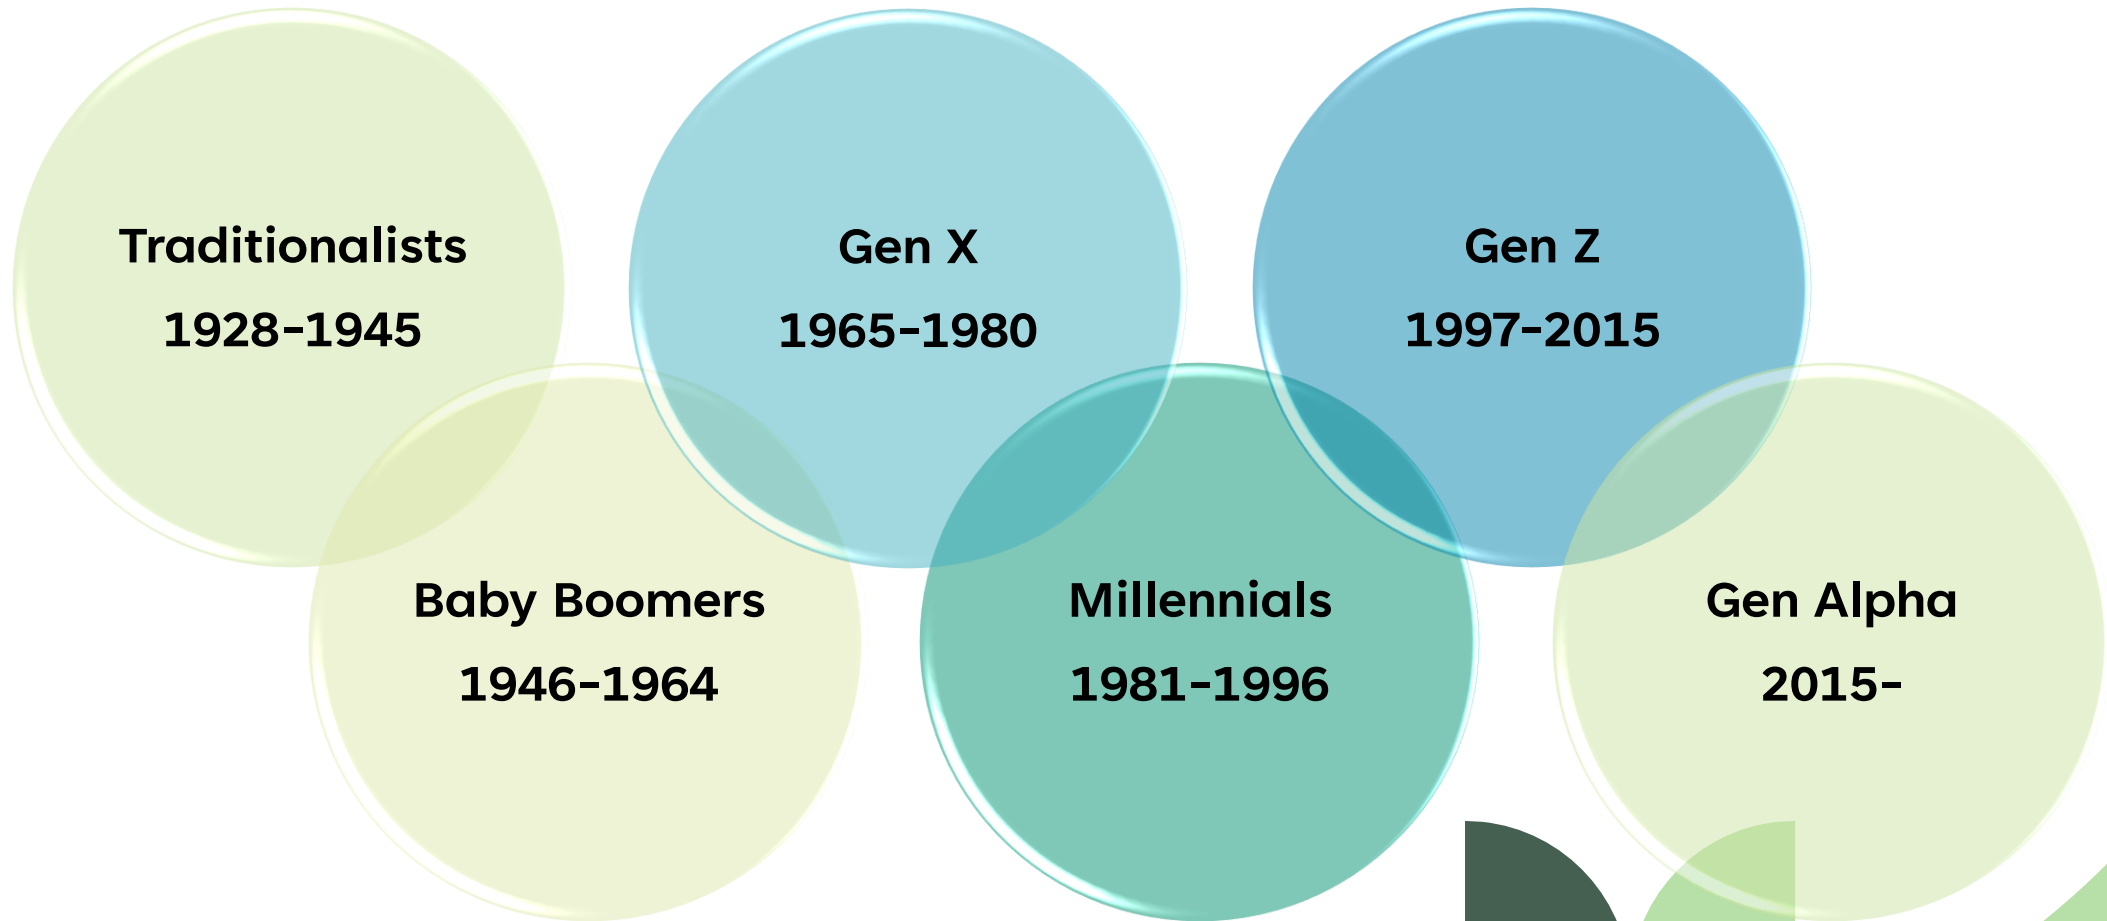 Traditionalists
1928-1945
Baby Boomers
1946-1964
Gen X
1965-1980
Millennials
1981-1996
Gen Z
1997-2015
Gen Alpha
2015-